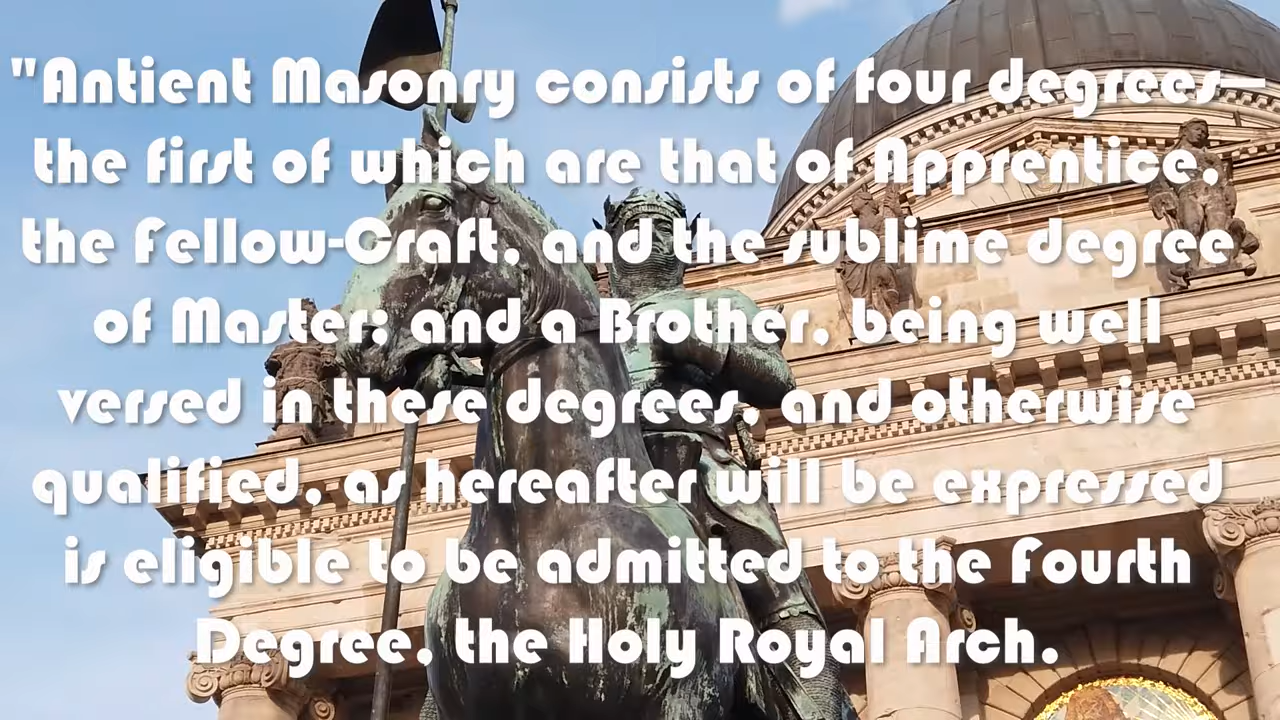 "Antient Masonry consists of four degrees—
the first of which are that of Apprentice,
the Fellow-Craft, and the sublime degree
of Master; and a Brother, being well
versed in these degrees, and otherwise
qualified, as hereafter will be expressed
is eligible to be admitted to the Fourth
Degree, the Holy Royal Arch.